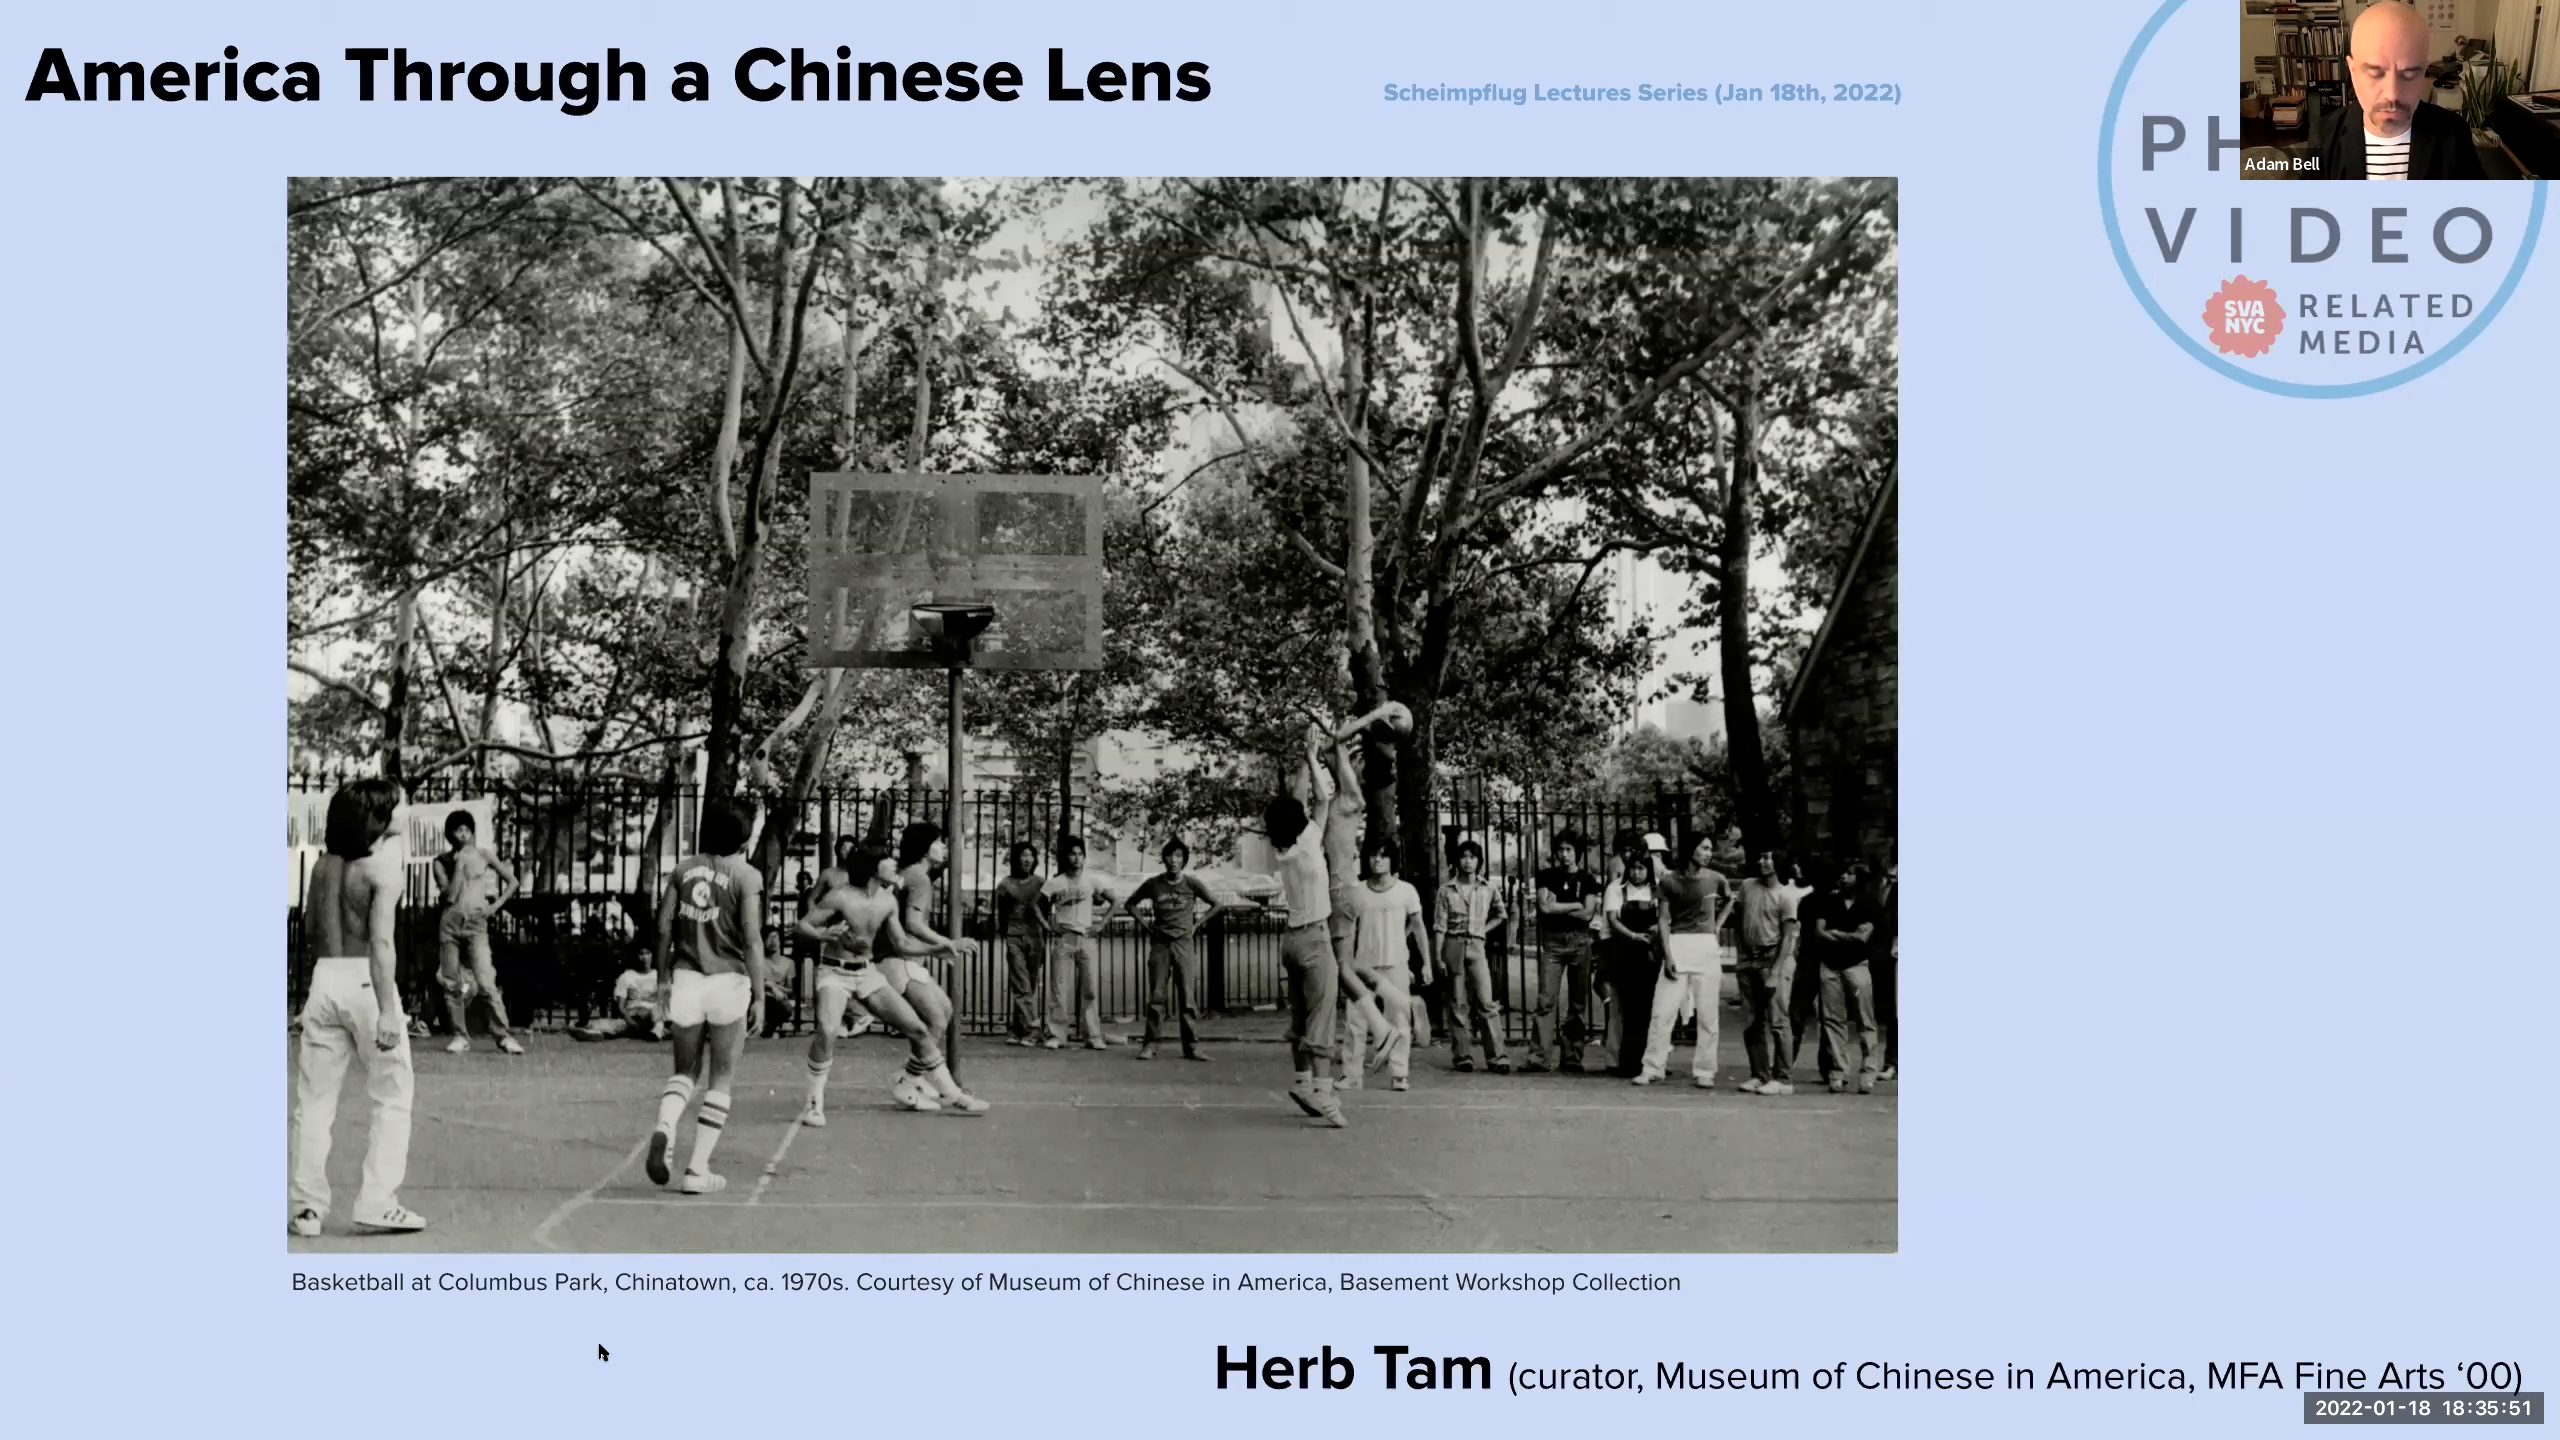 America Through a Chinese Lens
Scheimpflug Lectures Series (Jan 18th, 2022)
Adam Bell
PH
VIDEO
SVA
NYC
RELATED
MEDIA
Basketball at Columbus Park, Chinatown, ca. 1970s. Courtesy of Museum of Chinese in America, Basement Workshop Collection
Herb Tam (curator, Museum of Chinese in America, MFA Fine Arts ‘00)
2022-01-18 18:35:51